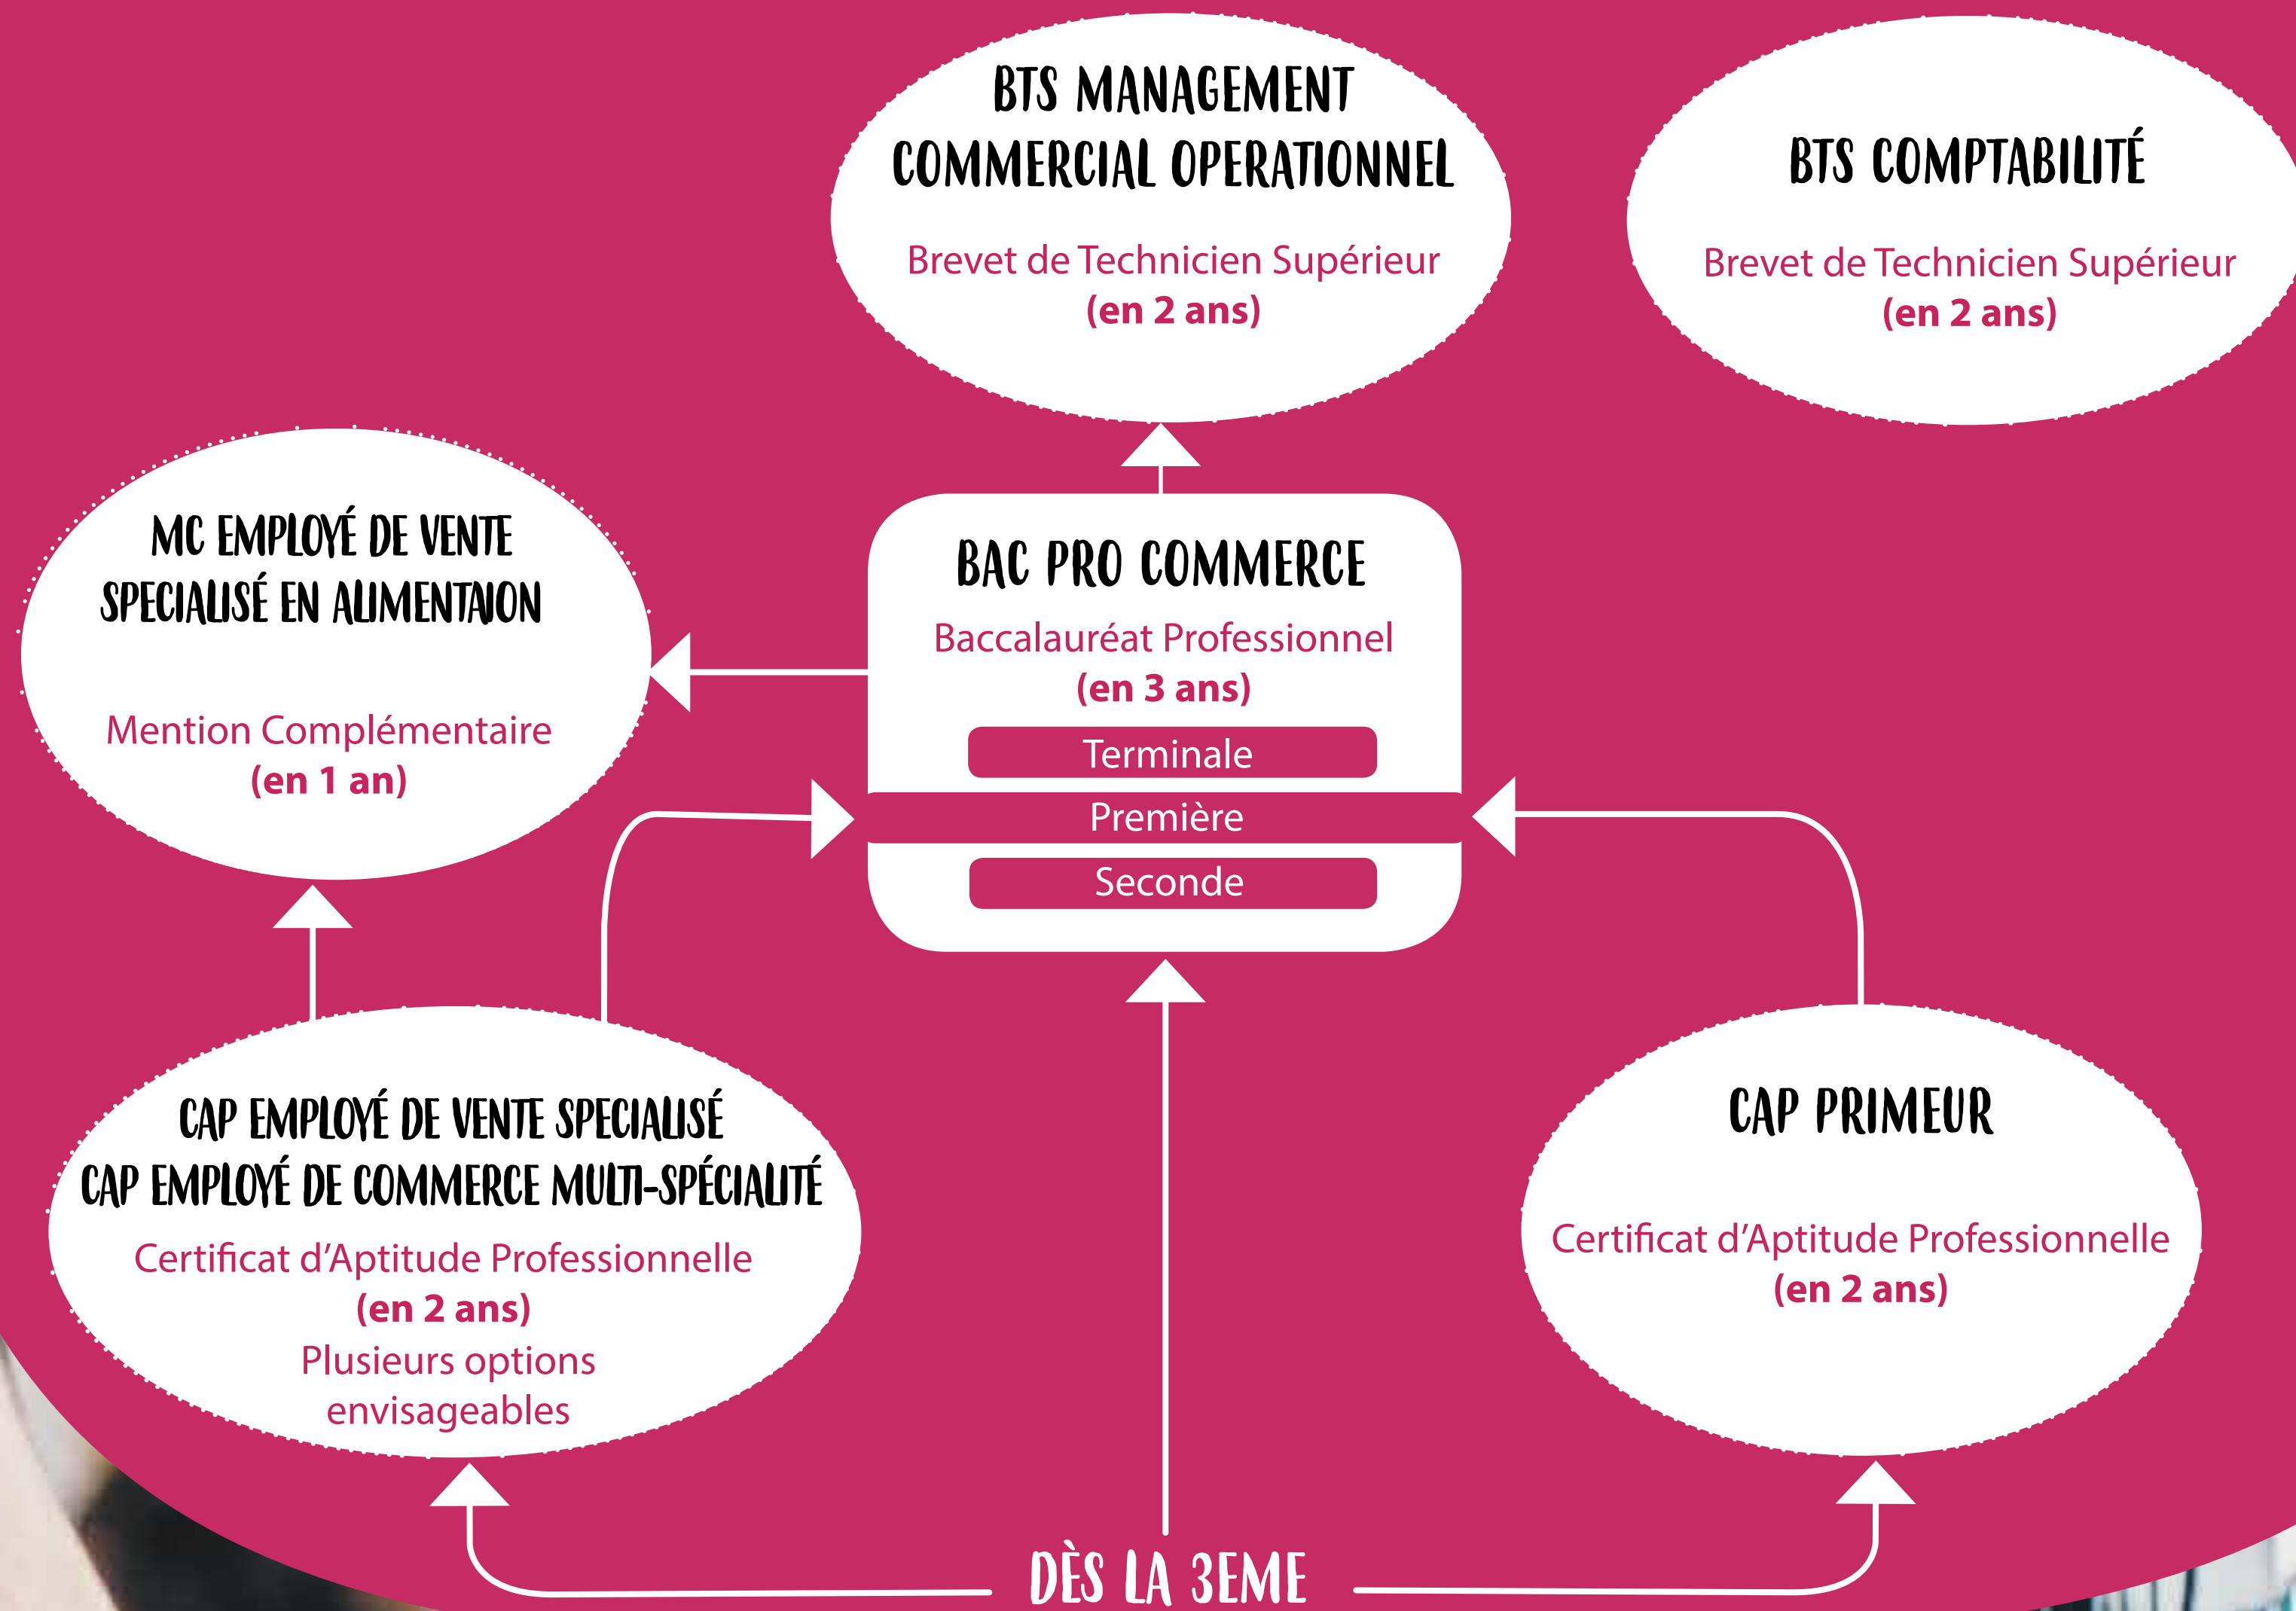 BTS MANAGEMENT
COMMERCIAL OPERATIONNEL
Brevet de Technicien Supérieur
(en 2 ans)
BTS COMPTABILITÉ
Brevet de Technicien Supérieur
(en 2 ans)
MC EMPLOYÉ DE VENTE
SPECIALISÉ EN ALIMENTAION
Mention Complémentaire
(en 1 an)
BAC PRO COMMERCE
Baccalauréat Professionnel
(en 3 ans)
Terminale
Première
Seconde
CAP EMPLOYÉ DE VENTE SPECIALISÉ
CAP EMPLOYÉ DE COMMERCE MULTI-SPÉCIALITÉ
Certificat d'Aptitude Professionnelle
(en 2 ans)
Plusieurs options
envisageables
CAP PRIMEUR
Certificat d'Aptitude Professionnelle
(en 2 ans)
DÈS LA 3EME